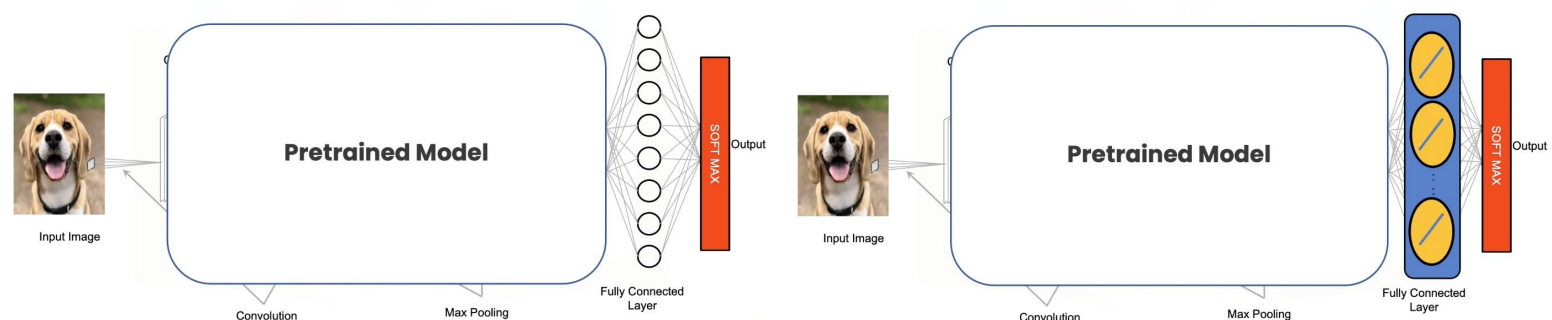 Pretrained Model
SOFT MAX
Output
Input Image
Fully Connected
Layer
Convolution
Max Pooling
Pretrained Model
SOFT MAX
Output
Input Image
Fully Connected
Layer
Convolution
Max Pooling